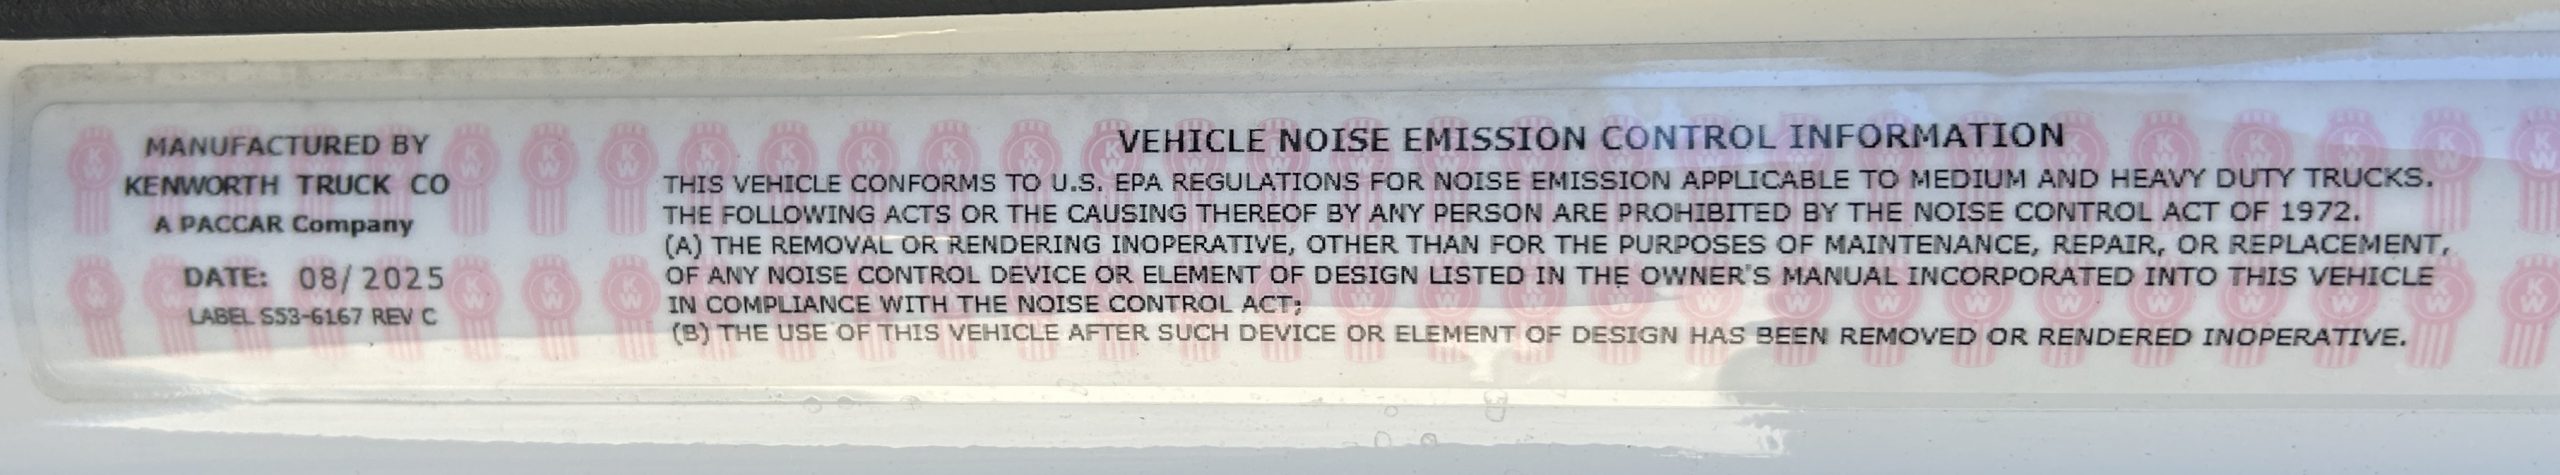 MANUFACTURED BY
KENWORTH TRUCK CO
A PACCAR Company
DATE: 08/2025
LABEL S53-6167 REV C
VEHICLE NOISE EMISSION CONTROL INFORMATION
THIS VEHICLE CONFORMS TO U.S. EPA REGULATIONS FOR NOISE EMISSION APPLICABLE TO MEDIUM AND HEAVY DUTY TRUCKS.
THE FOLLOWING ACTS OR THE CAUSING THEREOF BY ANY PERSON ARE PROHIBITED BY THE NOISE CONTROL ACT OF 1972.
(A) THE REMOVAL OR RENDERING INOPERATIVE, OTHER THAN FOR THE PURPOSES OF MAINTENANCE, REPAIR, OR REPLACEMENT,
OF ANY NOISE CONTROL DEVICE OR ELEMENT OF DESIGN LISTED IN THE OWNER'S MANUAL INCORPORATED INTO THIS VEHICLE
IN COMPLIANCE WITH THE NOISE CONTROL ACT;
(B) THE USE OF THIS VEHICLE AFTER SUCH DEVICE OR ELEMENT OF DESIGN HAS BEEN REMOVED OR RENDERED INOPERATIVE.